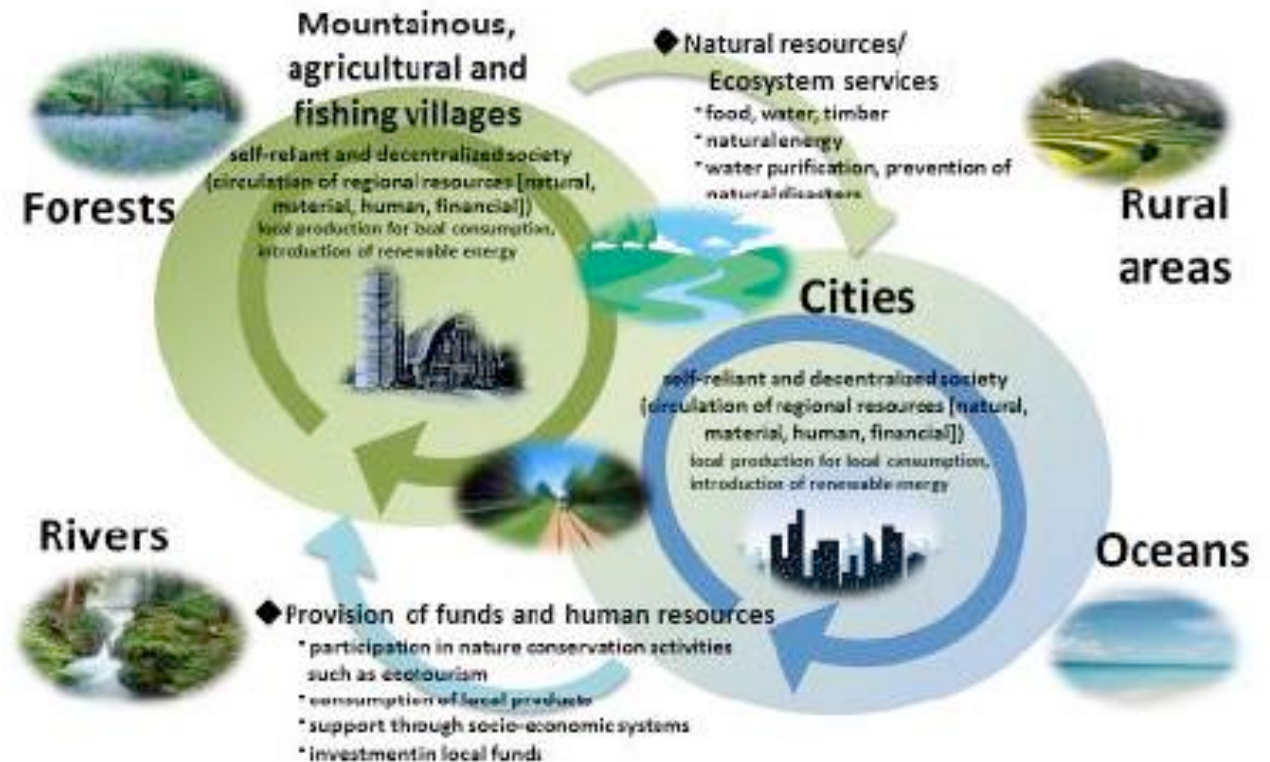 Mountainous,
agricultural and
fishing villages
self-reliant and decentralized society
(circulation of regional resources [natural,
material, human, financial])
local production for local consumption,
introduction of renewable energy
◆Natural resources/
Ecosystem services
*food, water, timber
*naturalenergy
*water purification, prevention of
naturaldisasters
Forests
Rural
areas
Cities
self-reliant and decentralized society
(circulation of regional resources [natural,
material, human, financial])
local production for local consumption,
introduction of renewable energy
Rivers
Oceans
◆Provision of funds and human resources
*participation in nature conservation activities
such as ecotourism
*consumption of local products
*support through socio-economic systems
*investmentin local funds